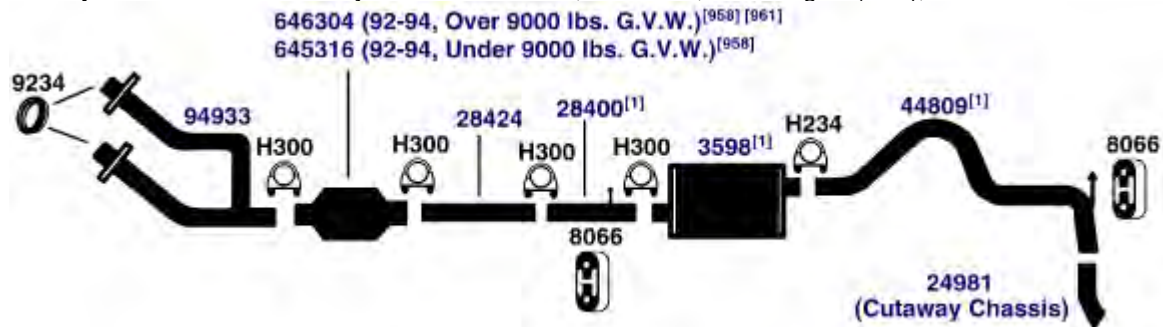 646304 (92-94, Over 9000 lbs. G.V.W.)[958] [961]
645316 (92-94, Under 9000 lbs. G.V.W.)[958]
9234
94933
H300
H300
28424
H300
28400[1]
H300
3598[1]
H234
44809[1]
8066
8066
24981
(Cutaway Chassis)